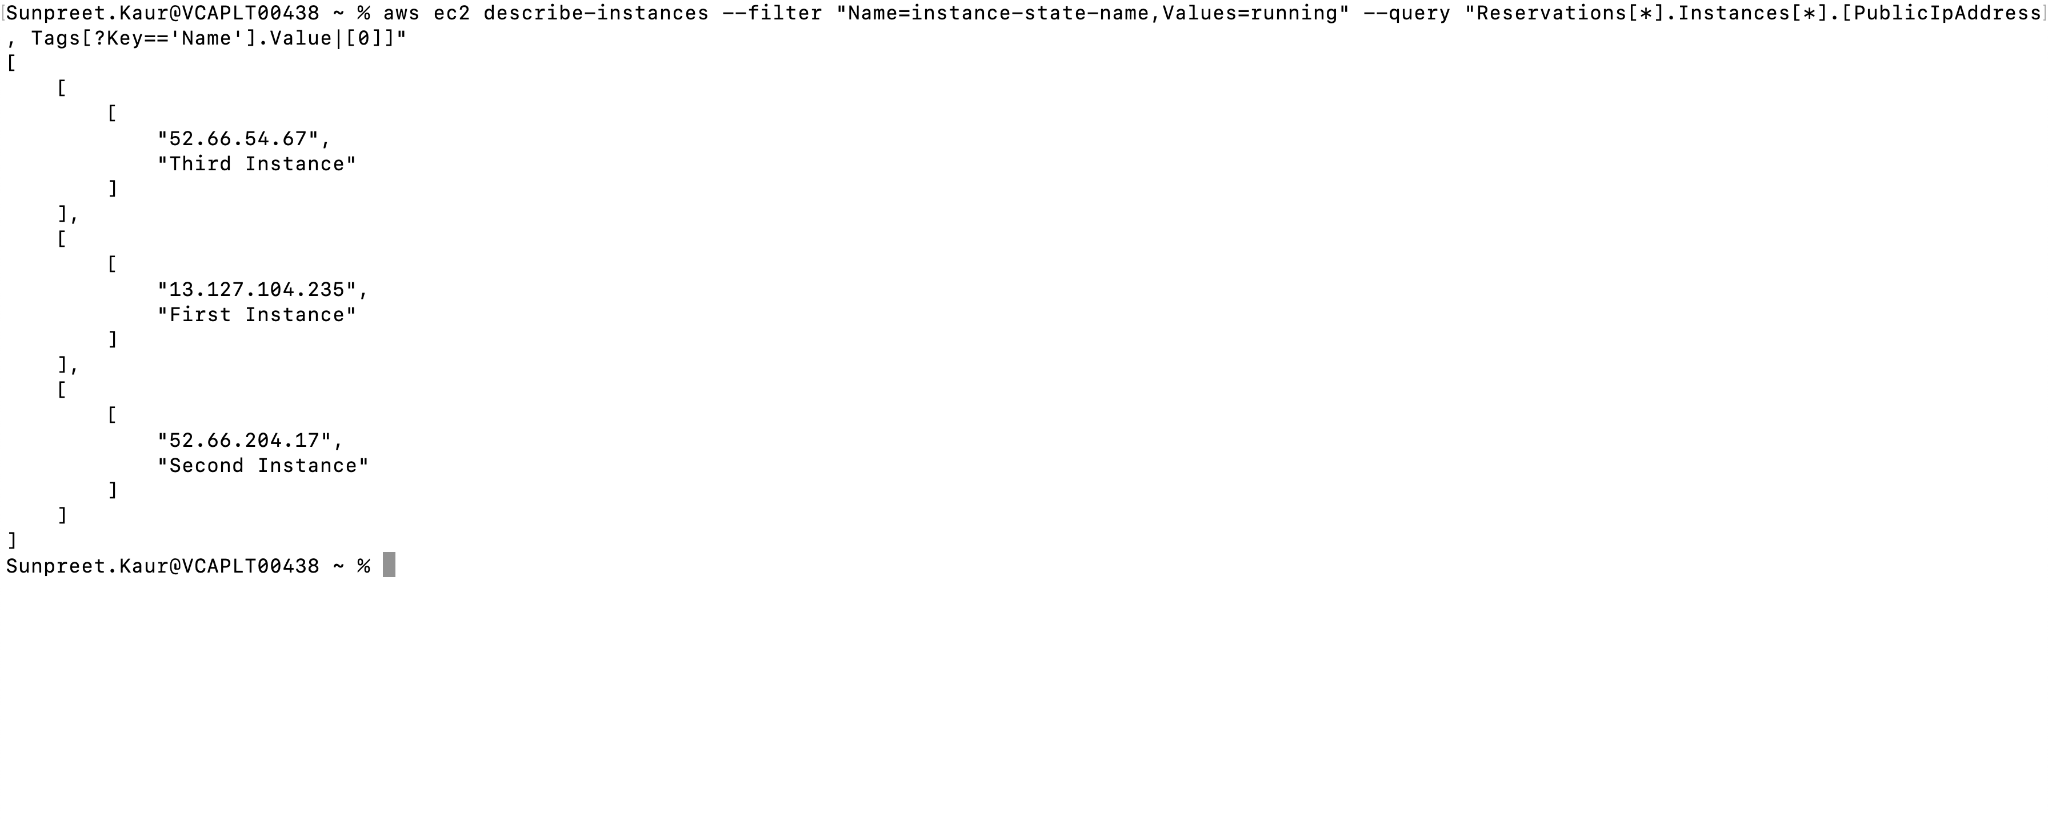 Sunpreet.Kaur@VCAPLT00438 ~ % aws ec2 describe-instances --filter "Name=instance-state-name,Values=running" --query "Reservations[*].Instances[*].[PublicIpAddress
, Tags[?Key=='Name'].Value|[0]]"
[
    [
        [
            "52.66.54.67",
            "Third Instance"
        ]
    ],
    [
        [
            "13.127.104.235",
            "First Instance"
        ]
    ],
    [
        [
            "52.66.204.17",
            "Second Instance"
        ]
    ]
]
Sunpreet.Kaur@VCAPLT00438 ~ %